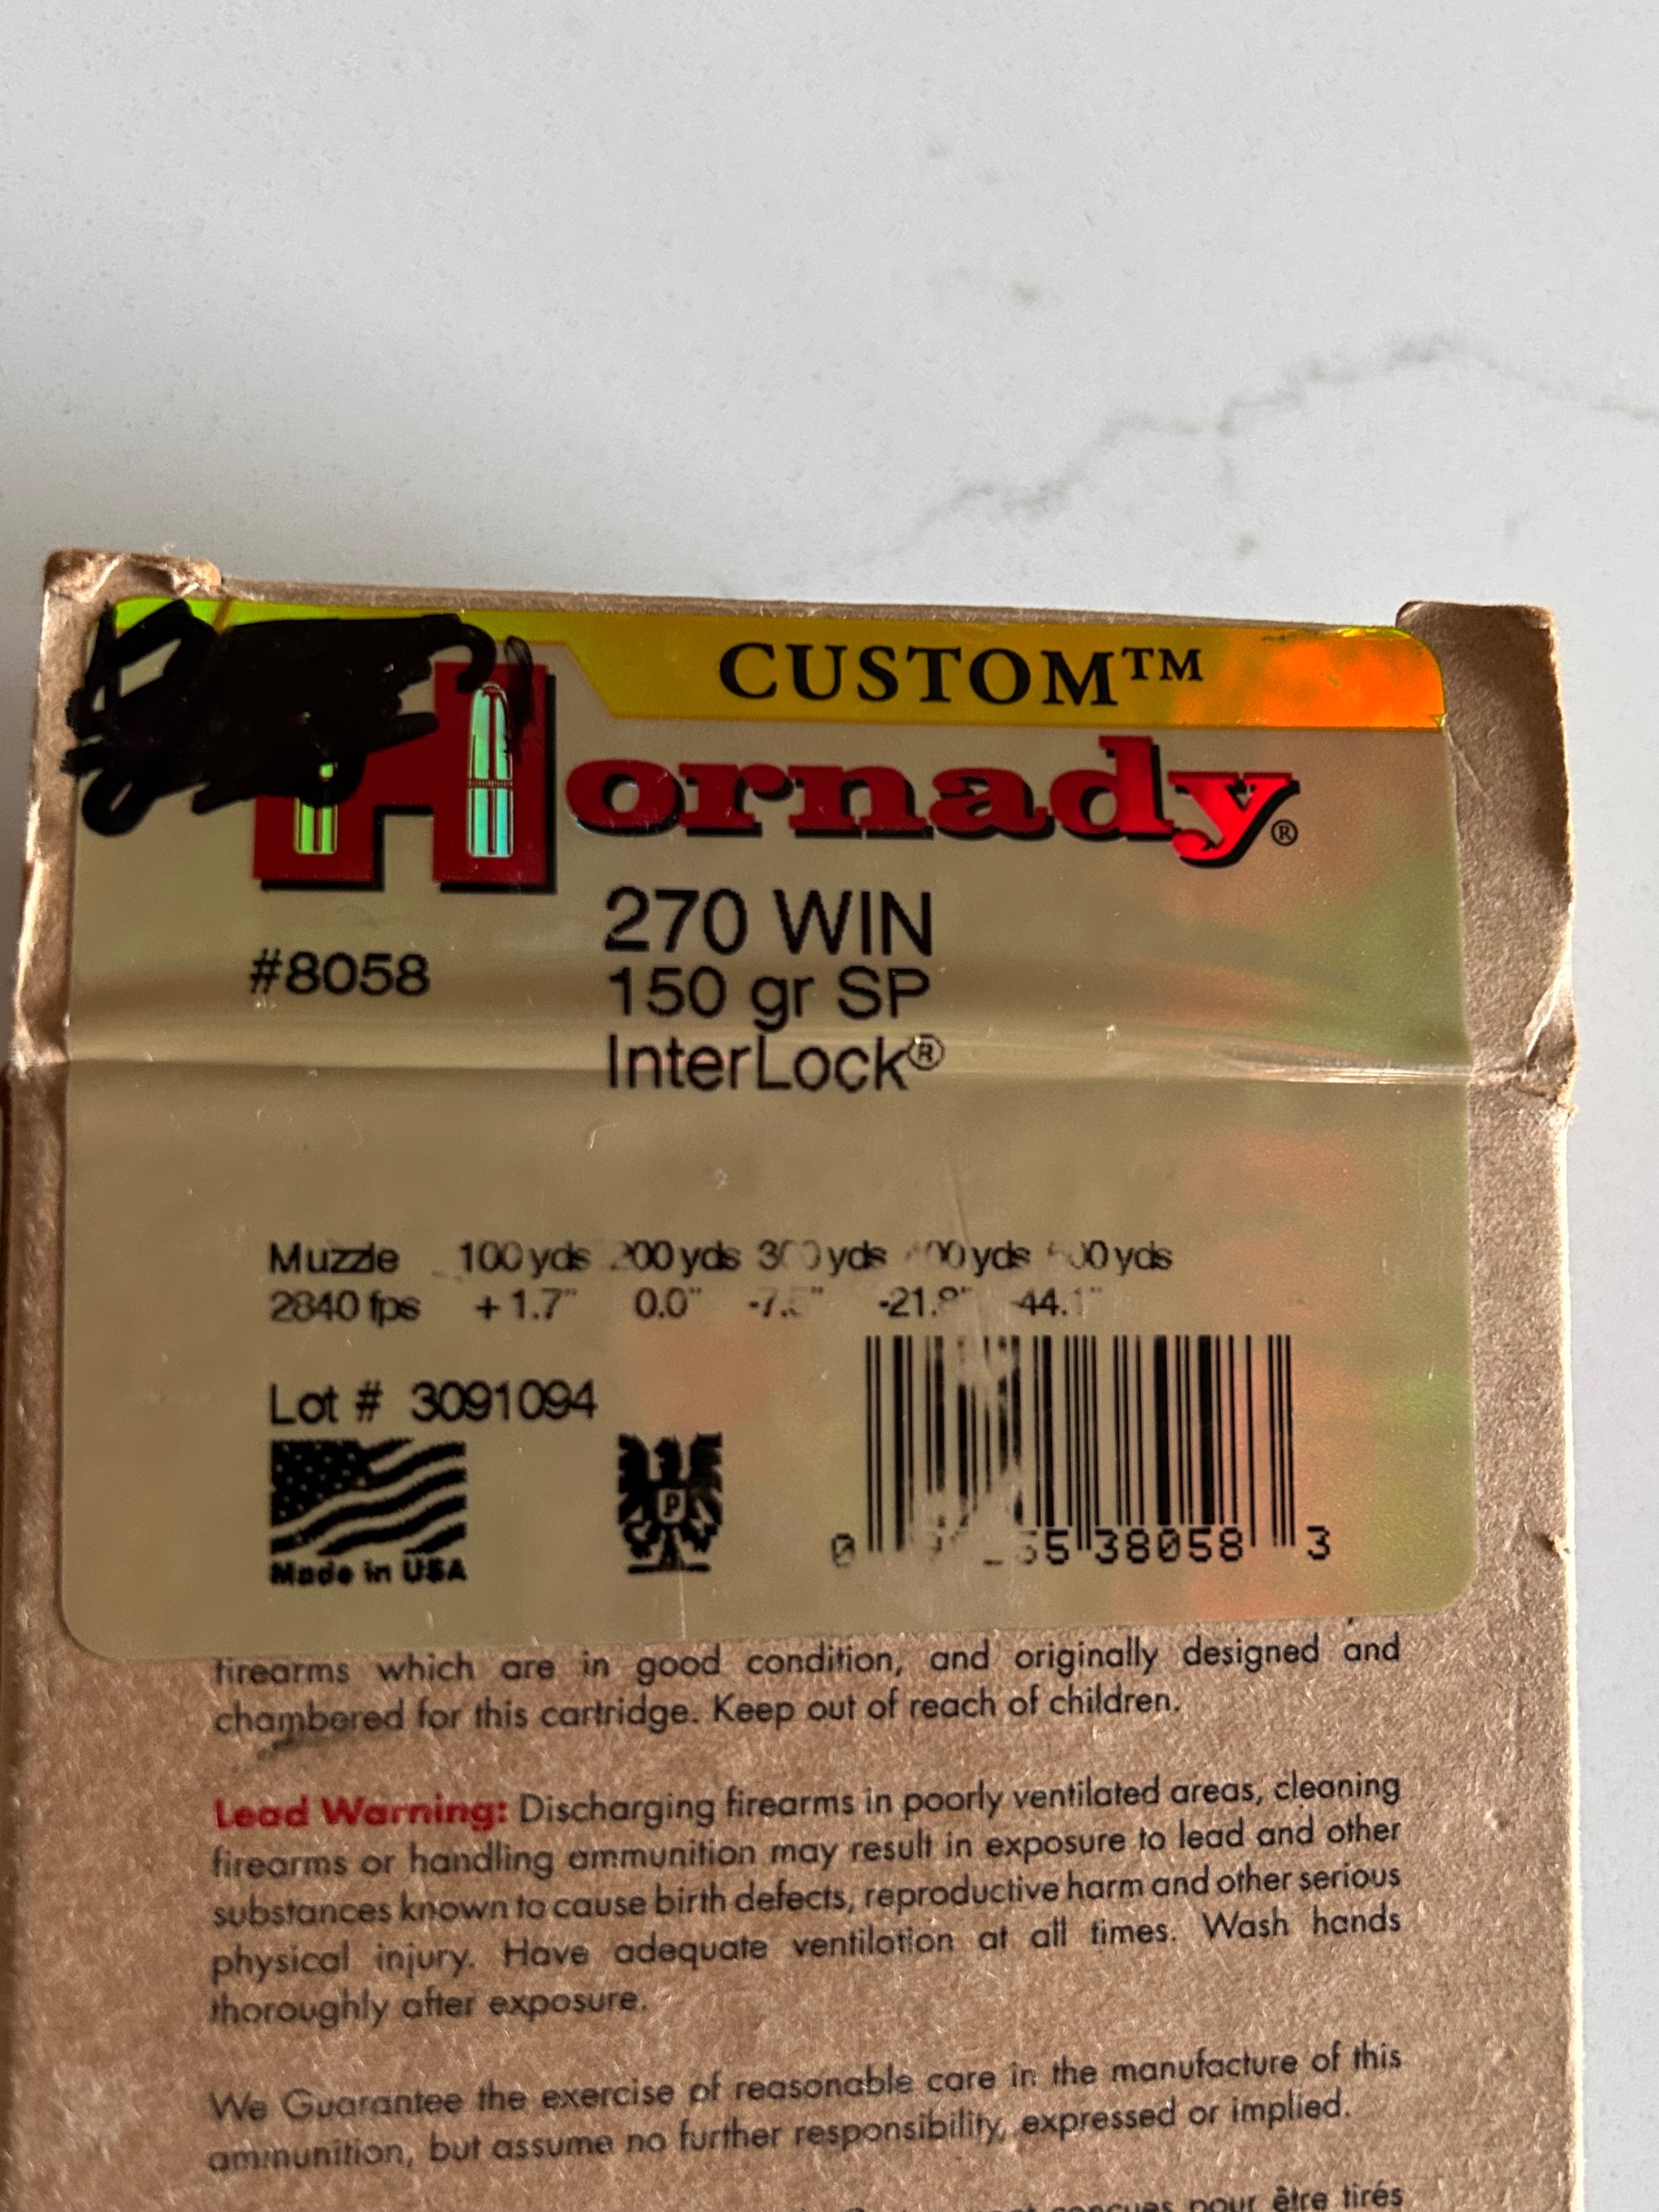 CUSTOM™
Hornady®
270 WIN
#8058
150 gr SP
InterLock®
Muzzle 100 yds yds yds yds yds
2840 fps +1.7" 0.0"
Lot # 3091094
P
Made in USA
0 38058 3
firearms which are in good condition, and originally designed and
chambered for this cartridge. Keep out of reach of children.
Lead Warning: Discharging firearms in poorly ventilated areas, cleaning
firearms or handling ammunition may result in exposure to lead and other
substances known to cause birth defects, reproductive harm and other serious
physical injury. Have adequate ventilation at all times. Wash hands
thoroughly after exposure.
We Guarantee the exercise of reasonable care in the manufacture of this
ammunition, but assume no further responsibility, expressed or implied.
conçues pour être tirés